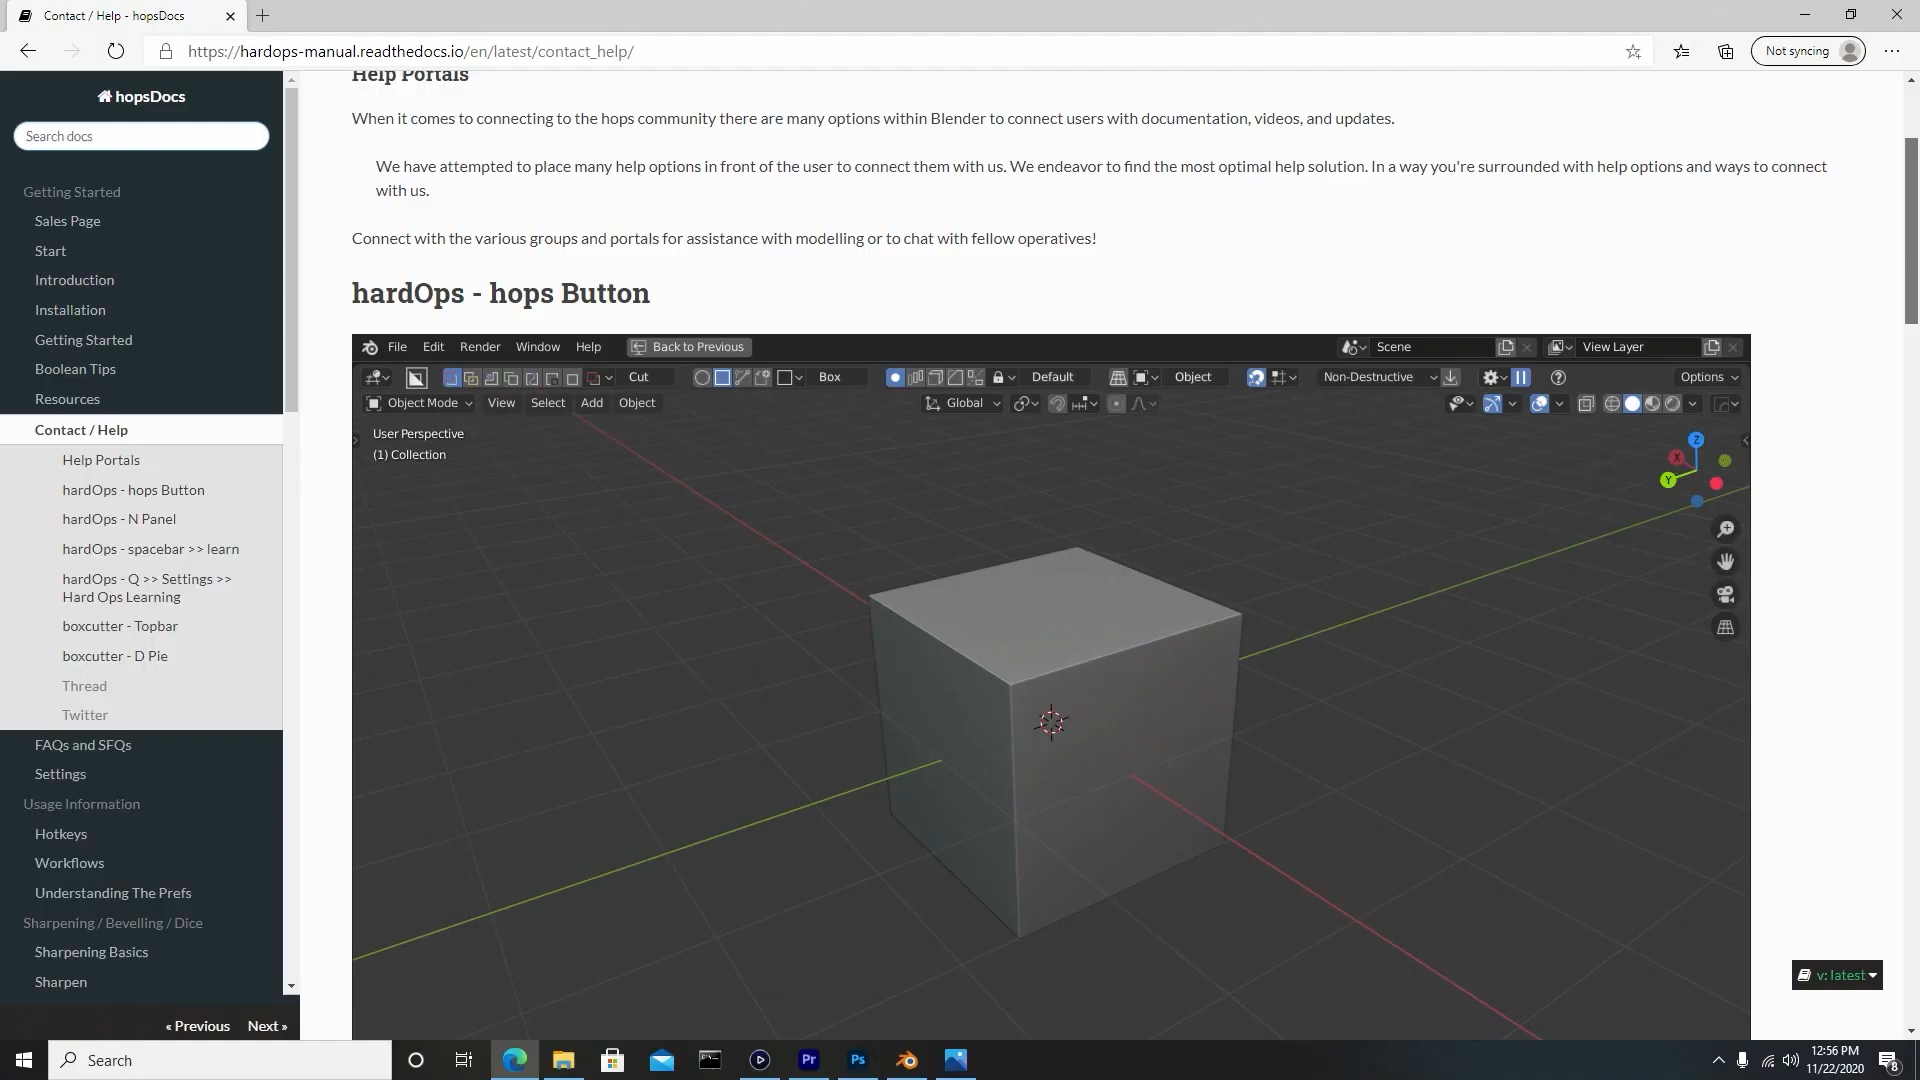 Contact / Help - hopsDocs
https://hardops-manual.readthedocs.io/en/latest/contact_help/
Not syncing
hopsDocs
Search docs
Getting Started
Sales Page
Start
Introduction
Installation
Getting Started
Boolean Tips
Resources
Contact / Help
Help Portals
hardOps - hops Button
hardOps - N Panel
hardOps - spacebar >> learn
hardOps - Q >> Settings >>
Hard Ops Learning
boxcutter - Topbar
boxcutter - D Pie
Thread
Twitter
FAQs and SFQs
Settings
Usage Information
Hotkeys
Workflows
Understanding The Prefs
Sharpening / Bevelling / Dice
Sharpening Basics
Sharpen
« Previous Next »
Help Portals
When it comes to connecting to the hops community there are many options within Blender to connect users with documentation, videos, and updates.
We have attempted to place many help options in front of the user to connect them with us. We endeavor to find the most optimal help solution. In a way you're surrounded with help options and ways to connect
with us.
Connect with the various groups and portals for assistance with modelling or to chat with fellow operatives!
hardOps - hops Button
File Edit Render Window Help Back to Previous Scene View Layer
Cut Box Default Object Non-Destructive Options
Object Mode View Select Add Object Global
User Perspective
(1) Collection
Z
X
Y
v: latest
Search
Pr
Ps
12:56 PM
11/22/2020
8